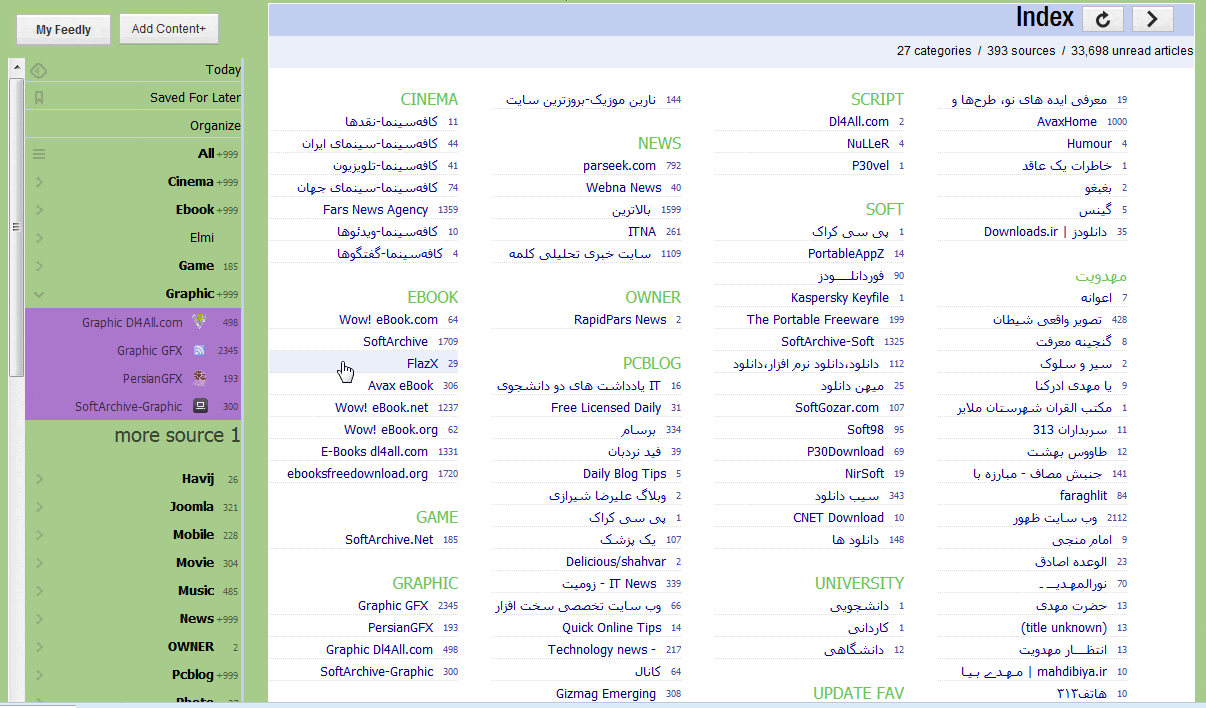 My Feedly
Add Content+
Index
27 categories / 393 sources / 33,698 unread articles
Today
Saved For Later
Organize
All +999
Cinema +999
Ebook +999
Elmi
Game 185
Graphic +999
Graphic Dl4All.com 498
Graphic GFX 2345
PersianGFX 193
SoftArchive-Graphic 300
more source 1
Havij 26
Joomla 321
Mobile 228
Movie 304
Music 485
News +999
OWNER 2
Pcblog +999
CINEMA
کافه‌سینما-نقدها 11
کافه‌سینما-سینمای ایران 44
کافه‌سینما-تلویزیون 41
کافه‌سینما-سینمای جهان 74
Fars News Agency 1359
کافه‌سینما-ویدئوها 10
کافه‌سینما-گفتگوها 4
EBOOK
Wow! eBook.com 64
SoftArchive 1709
FlazX 29
Avax eBook 306
Wow! eBook.net 1237
Wow! eBook.org 62
E-Books dl4all.com 1331
ebooksfreedownload.org 1720
GAME
SoftArchive.Net 185
GRAPHIC
Graphic GFX 2345
PersianGFX 193
Graphic Dl4All.com 498
SoftArchive-Graphic 300
نارین موزیک-بروزترین سایت 144
NEWS
parseek.com 792
Webna News 40
بالاترین 1599
ITNA 261
سایت خبری تحلیلی کلمه 1109
OWNER
RapidPars News 2
PCBLOG
یادداشت های دو دانشجوی IT 16
Free Licensed Daily 31
برسام 334
فید نردبان 39
Daily Blog Tips 5
وبلاگ علیرضا شیرازی 2
پی سی کراک 1
یک پزشک 107
Delicious/shahvar 2
زومیت - IT News 339
وب سایت تخصصی سخت افزار 66
Quick Online Tips 14
Technology news - 217
کانال 64
Gizmag Emerging 308
SCRIPT
Dl4All.com 2
NuLLeR 4
P30vel 1
SOFT
پی سی کراک 1
PortableAppZ 14
فوردانلــــودز 90
Kaspersky Keyfile 1
The Portable Freeware 199
SoftArchive-Soft 1325
دانلود،دانلود نرم افزار،دانلود 112
میهن دانلود 25
SoftGozar.com 107
Soft98 95
P30Download 69
NirSoft 19
سیب دانلود 343
CNET Download 10
دانلود ها 148
UNIVERSITY
دانشجویی 1
کاردانی 1
دانشگاهی 12
UPDATE FAV
معرفی ایده های نو، طرح‌ها و 19
AvaxHome 1000
Humour 4
خاطرات یک عاقد 1
بغبغو 2
گینس 5
دانلودز | Downloads.ir 35
مهدویت
اعوانه 7
تصویر واقعی شیطان 428
گنجینه معرفت 8
سیر و سلوک 2
یا مهدی ادرکنا 9
مکتب القران شهرستان ملایر 1
سربداران 313 11
طاووس بهشت 12
جنبش مصاف - مبارزه با 141
faraghlit 84
وب سایت ظهور 2112
امام منجی 9
الوعده اصادق 23
نورالمهدیــ ـ 70
حضرت مهدی 13
(title unknown) 13
انتظـــار مهدویت 13
مـهـدے بـیـا | mahdibiya.ir 10
هاتف۳۱۳ 10